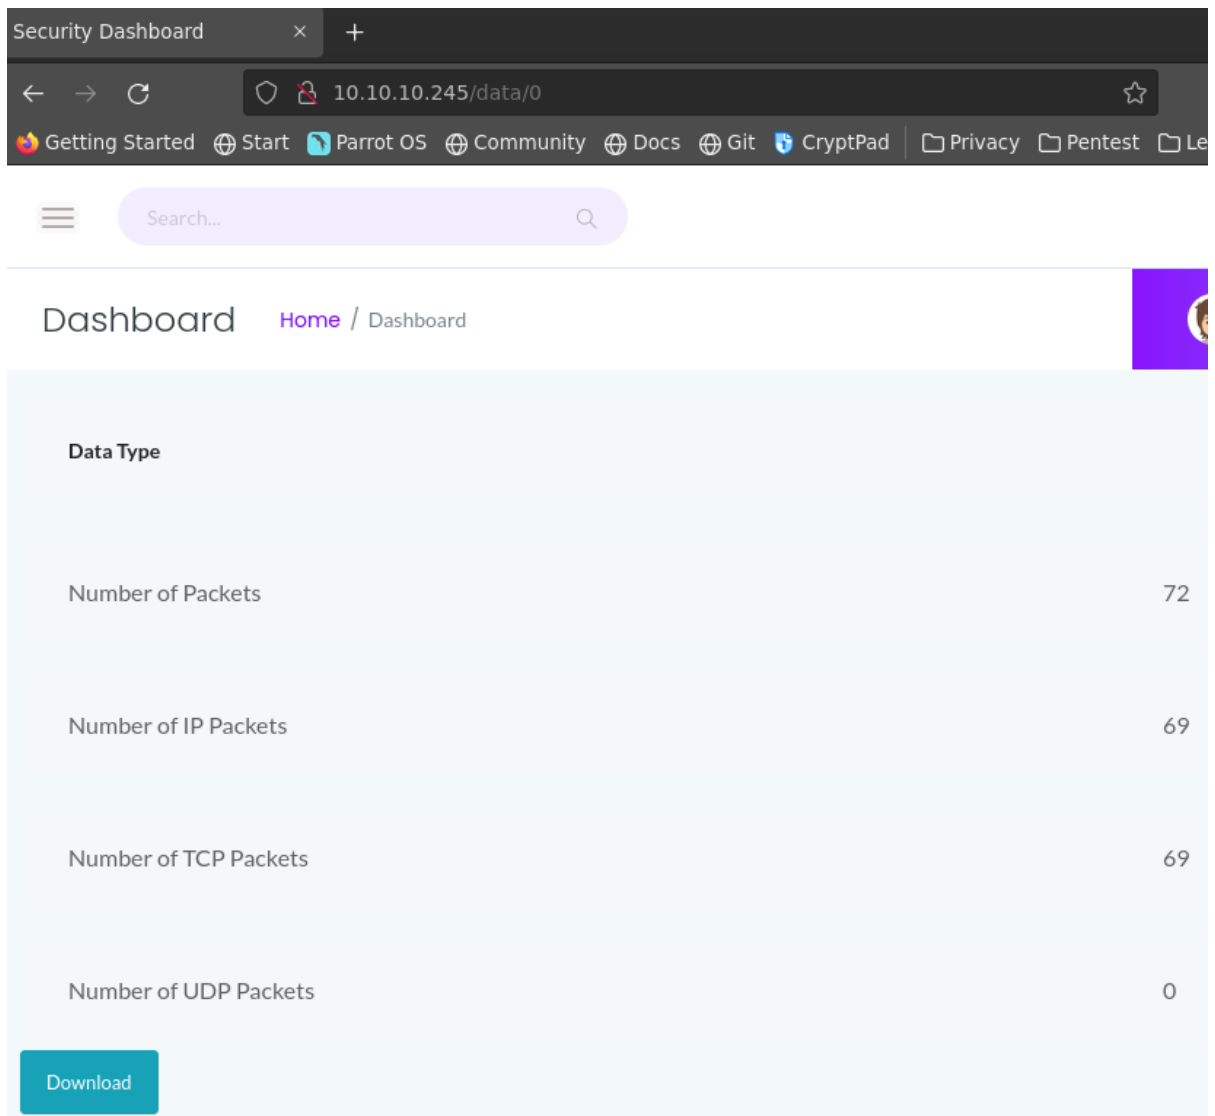 Security Dashboard
10.10.10.245/data/0
Getting Started Start Parrot OS Community Docs Git CryptPad Privacy Pentest Le
Search...
Dashboard Home / Dashboard
Data Type
Number of Packets 72
Number of IP Packets 69
Number of TCP Packets 69
Number of UDP Packets 0
Download